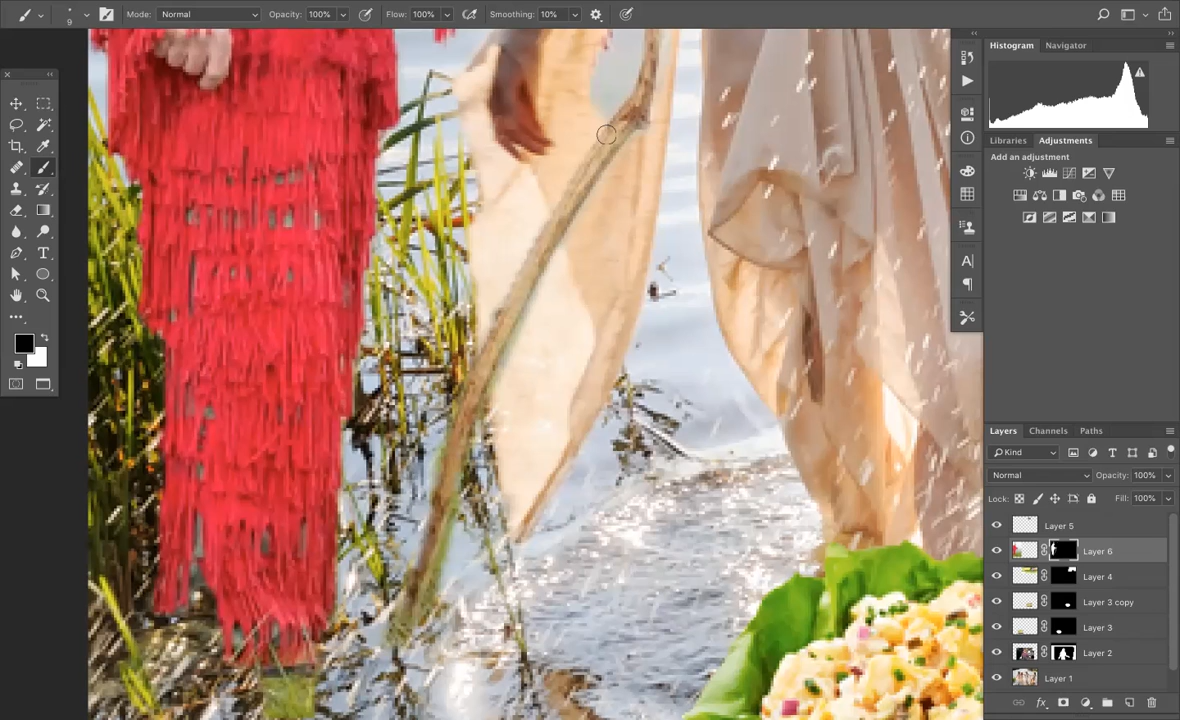 9
Mode: Normal
Opacity: 100%
Flow: 100%
Smoothing: 10%
Histogram
Navigator
Libraries
Adjustments
Add an adjustment
Layers
Channels
Paths
Kind
Normal
Opacity: 100%
Lock:
Fill: 100%
Layer 5
Layer 6
Layer 4
Layer 3 copy
Layer 3
Layer 2
Layer 1